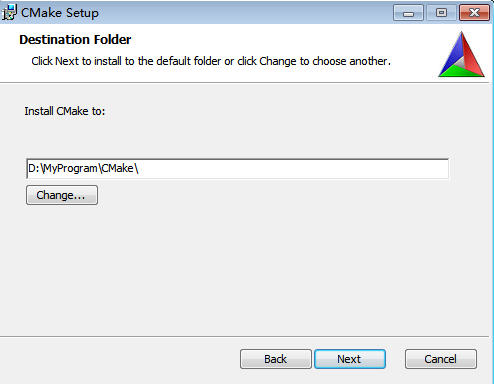 CMake Setup
Destination Folder
Click Next to install to the default folder or click Change to choose another.
Install CMake to:
D:\MyProgram\CMake\
Change...
Back Next Cancel